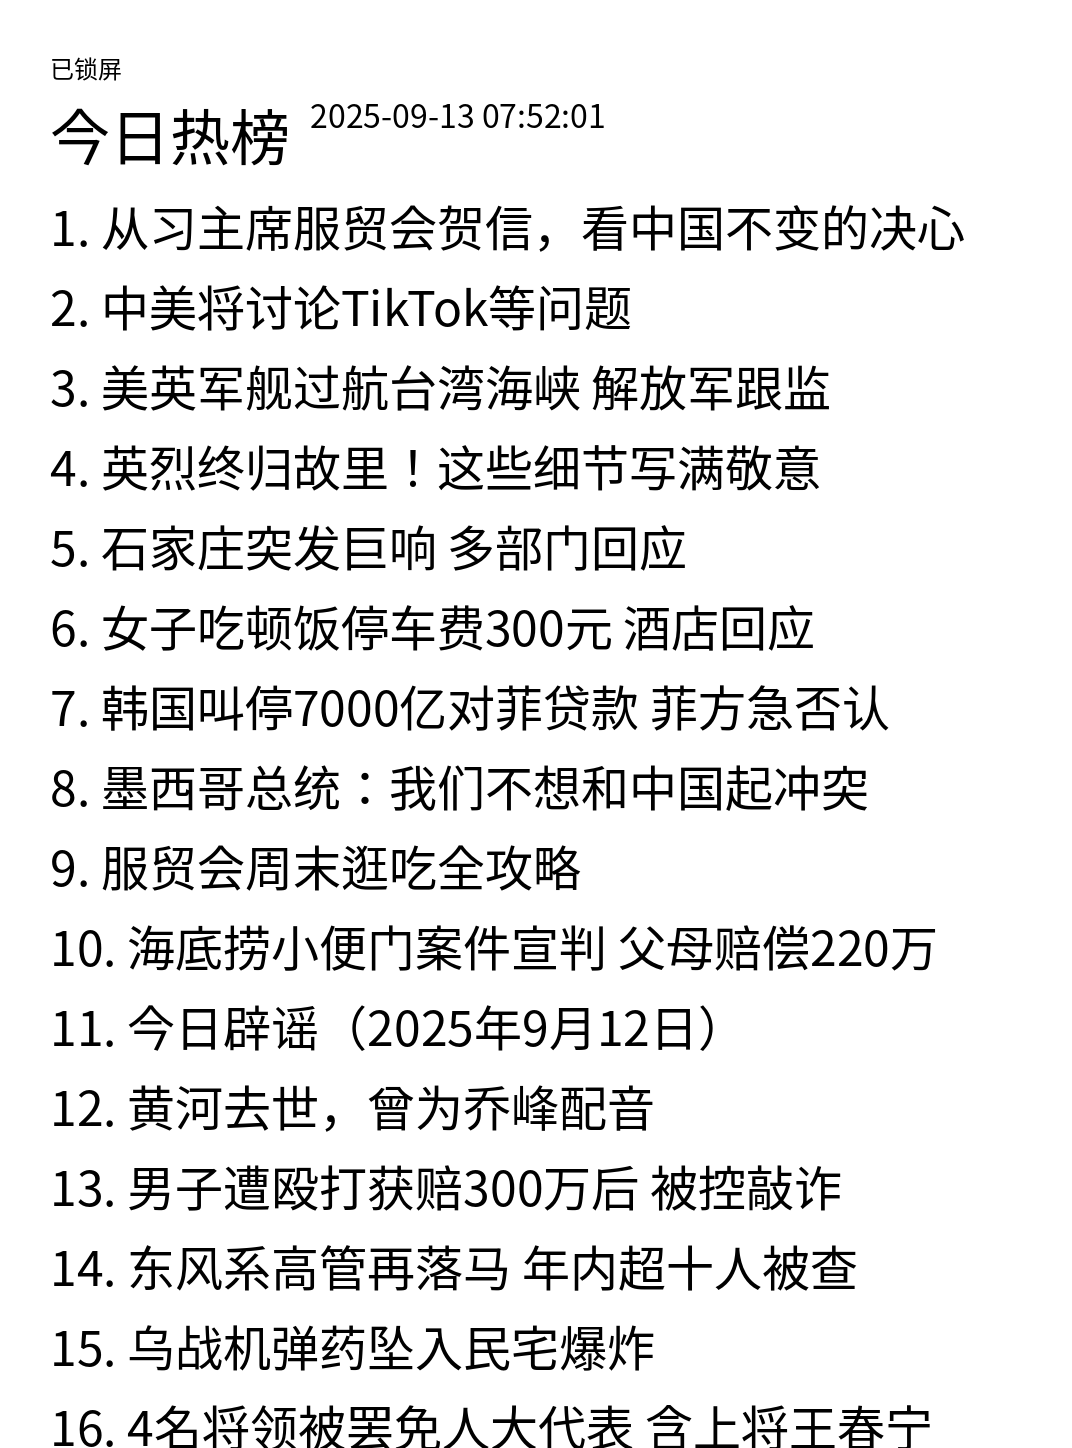 已锁屏
今日热榜 2025-09-13 07:52:01
1. 从习主席服贸会贺信，看中国不变的决心
2. 中美将讨论TikTok等问题
3. 美英军舰过航台湾海峡 解放军跟监
4. 英烈终归故里！这些细节写满敬意
5. 石家庄突发巨响 多部门回应
6. 女子吃顿饭停车费300元 酒店回应
7. 韩国叫停7000亿对菲贷款 菲方急否认
8. 墨西哥总统：我们不想和中国起冲突
9. 服贸会周末逛吃全攻略
10. 海底捞小便门案件宣判 父母赔偿220万
11. 今日辟谣（2025年9月12日）
12. 黄河去世，曾为乔峰配音
13. 男子遭殴打获赔300万后 被控敲诈
14. 东风系高管再落马 年内超十人被查
15. 乌战机弹药坠入民宅爆炸
16. 4名将领被罢免人大代表 含上将王春宁